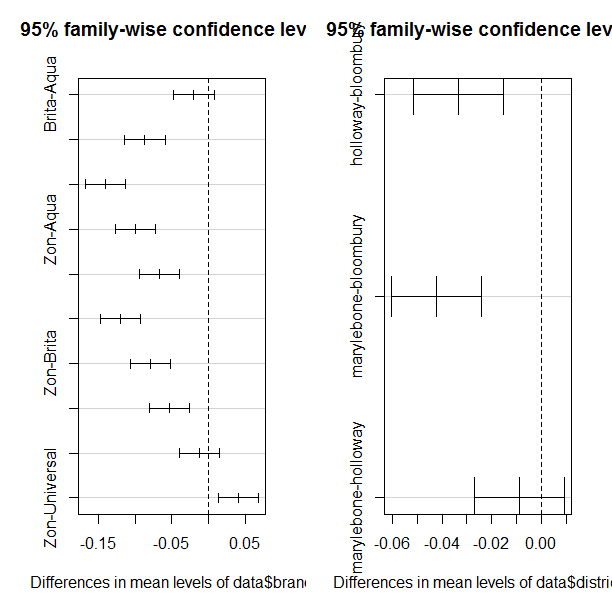 95% family-wise confidence lev
Brita-Aqua
Zon-Aqua
Zon-Brita
Zon-Universal
-0.15
-0.05
0.05
Differences in mean levels of data$bran
95% family-wise confidence lev
holloway-bloombury
marylebone-bloombury
marylebone-holloway
-0.06
-0.04
-0.02
0.00
Differences in mean levels of data$distri